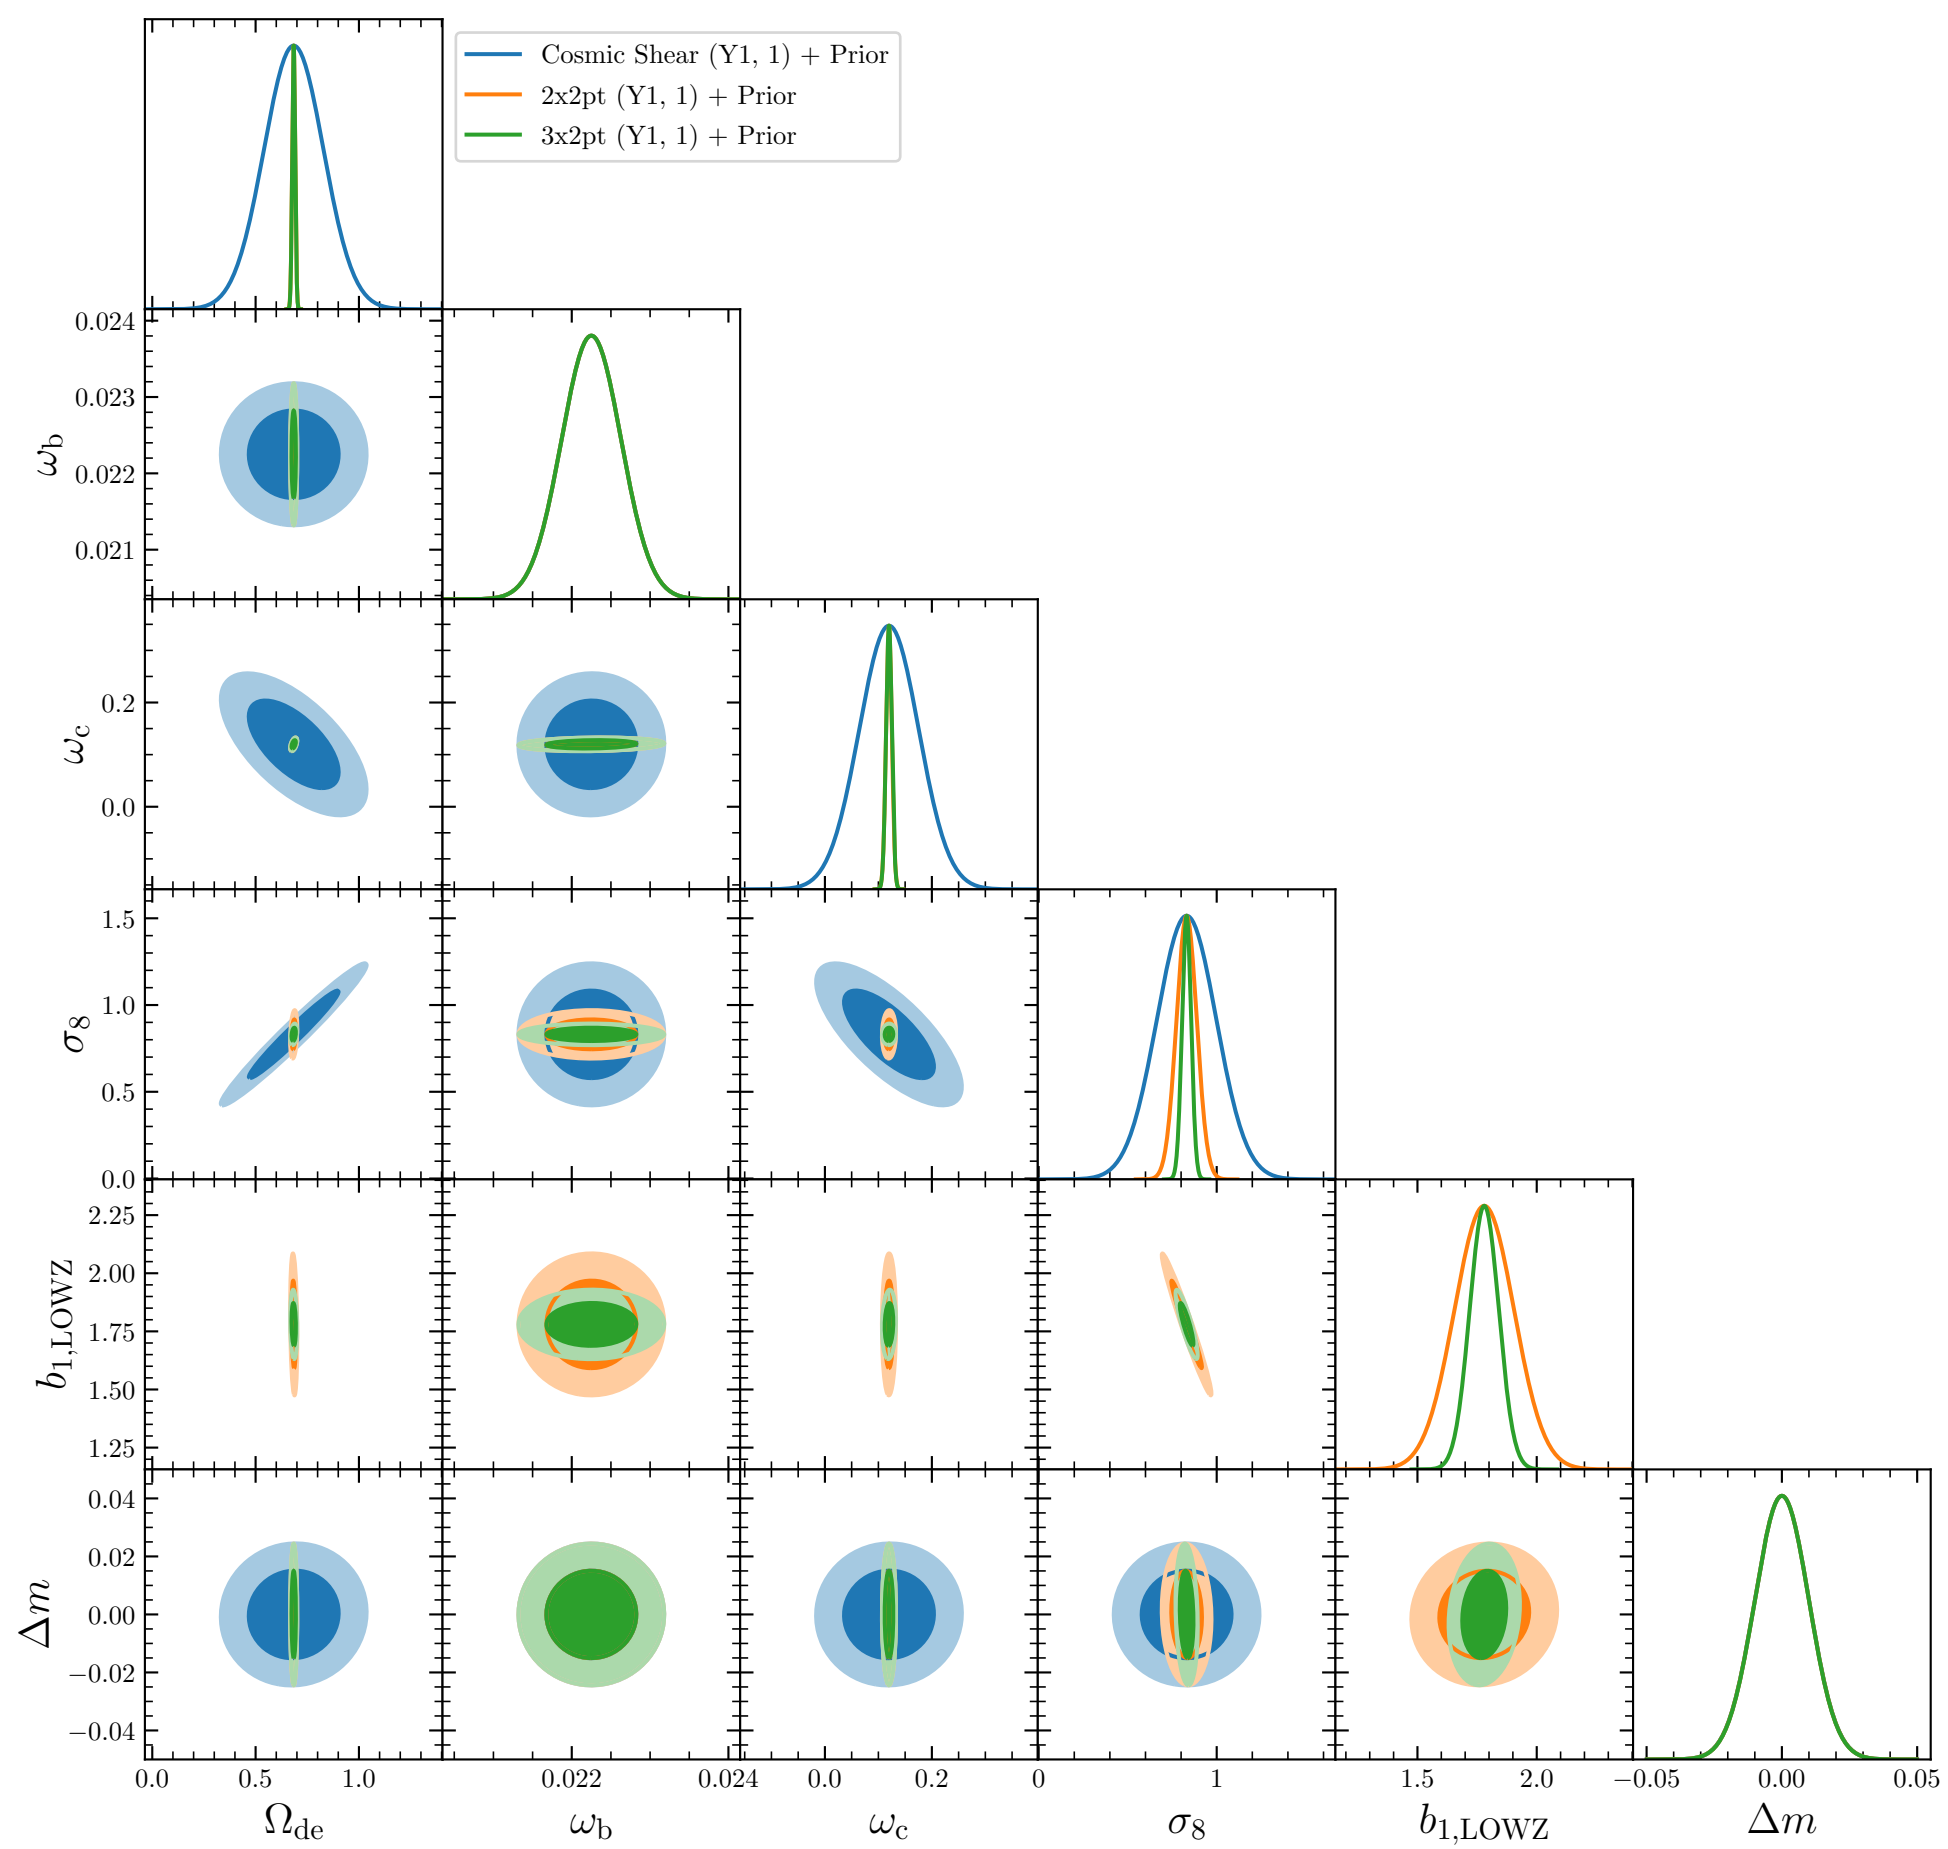 Cosmic Shear (Y1, 1) + Prior
2x2pt (Y1, 1) + Prior
3x2pt (Y1, 1) + Prior
0.024
0.023
0.022
0.021
ω_b
0.2
0.0
ω_c
1.5
1.0
0.5
0.0
σ_8
2.25
2.00
1.75
1.50
1.25
b_{1,LOWZ}
0.04
0.02
0.00
−0.02
−0.04
Δm
0.0 0.5 1.0 0.022 0.024 0.0 0.2 0 1 1.5 2.0 −0.05 0.00 0.05
Ω_de ω_b ω_c σ_8 b_{1,LOWZ} Δm